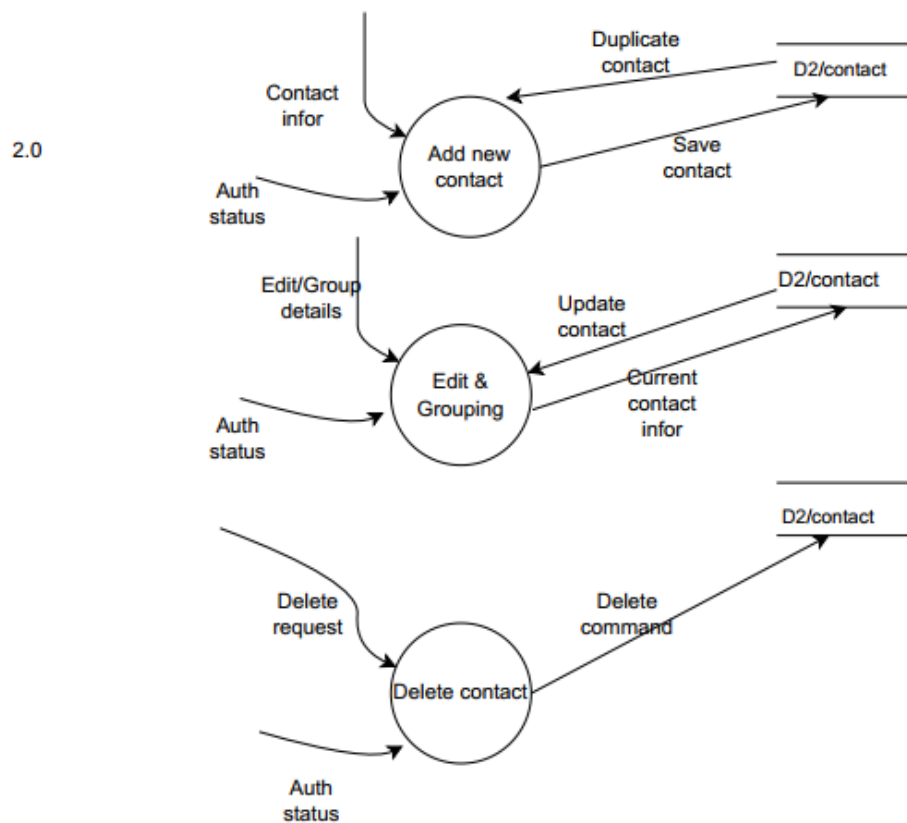 Duplicate
contact
D2/contact
Contact
infor
2.0
Add new
contact
Save
contact
Auth
status
Edit/Group
details
D2/contact
Update
contact
Edit &
Grouping
Current
contact
infor
Auth
status
D2/contact
Delete
request
Delete
command
Delete contact
Auth
status